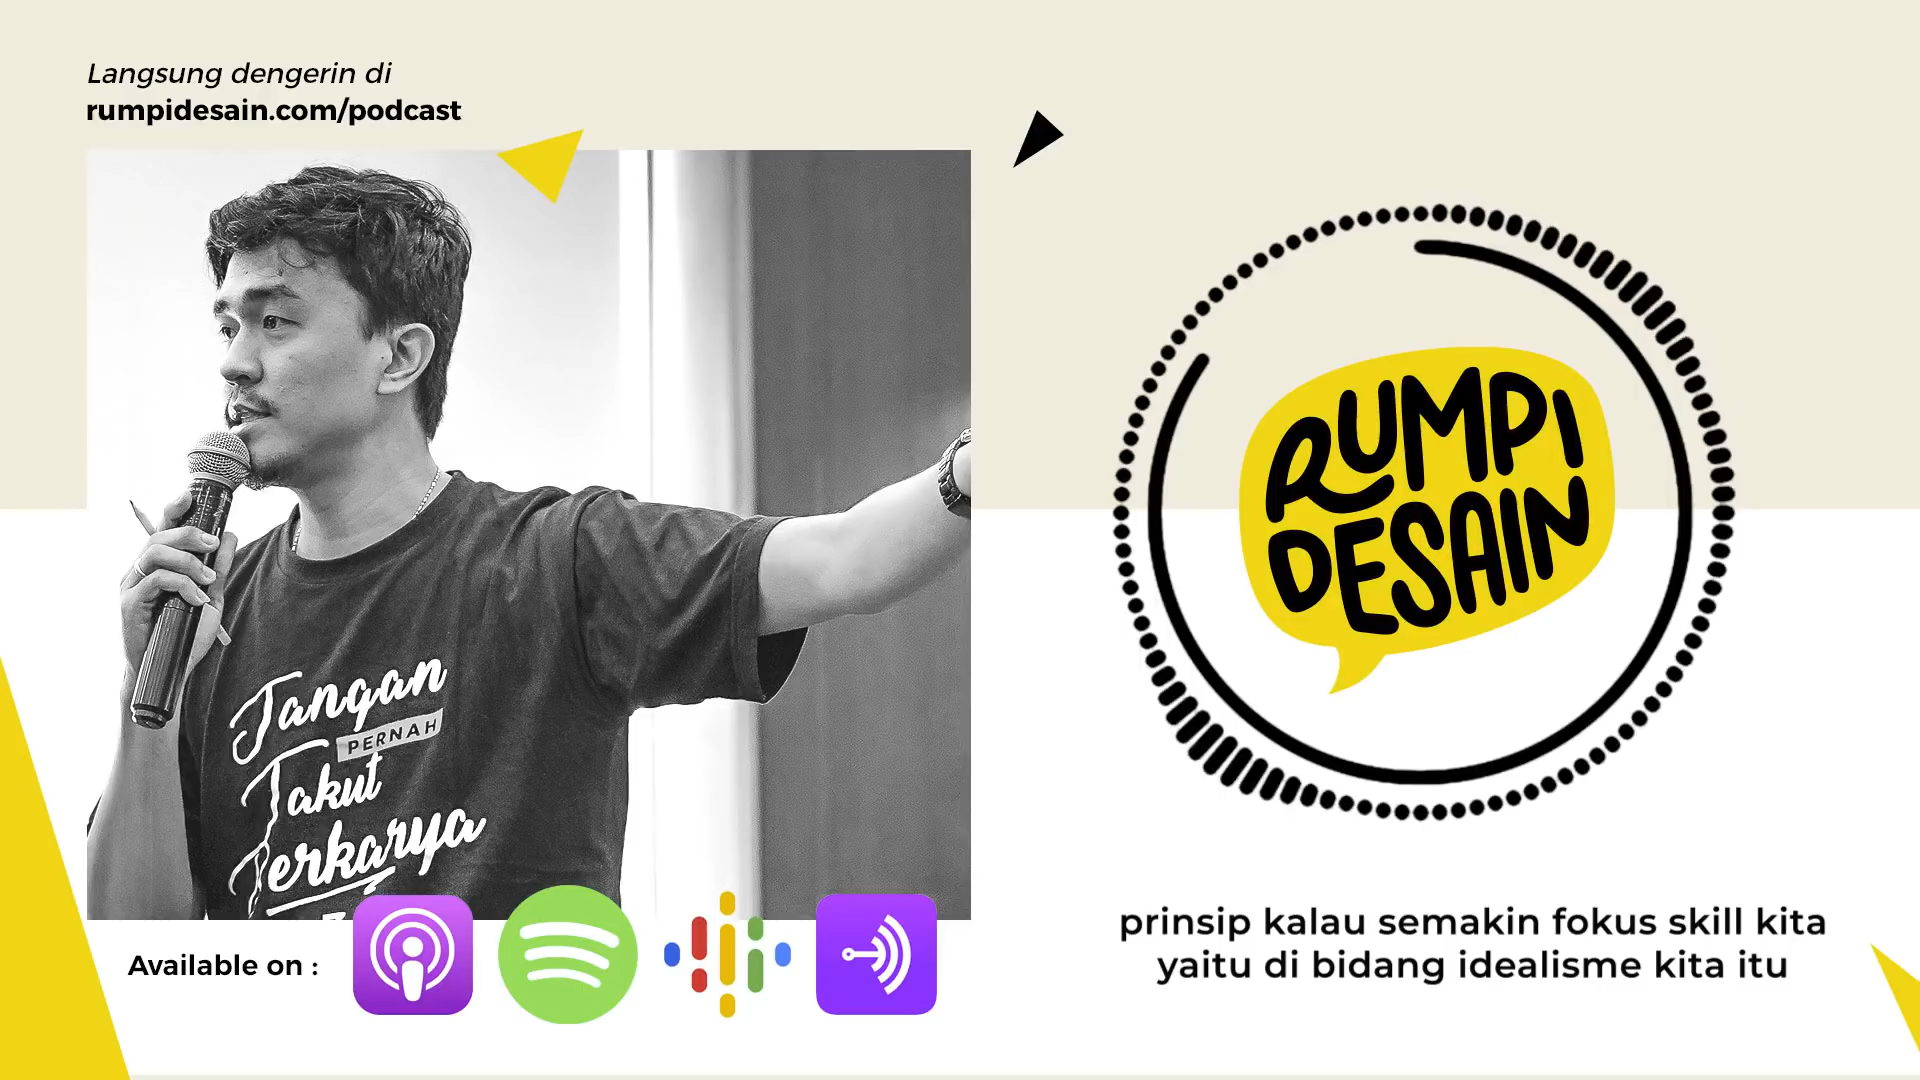 Langsung dengerin di
rumpidesain.com/podcast
Jangan
PERNAH
Takut
Berkarya
RUMPI
DESAIN
prinsip kalau semakin fokus skill kita
yaitu di bidang idealisme kita itu
Available on :